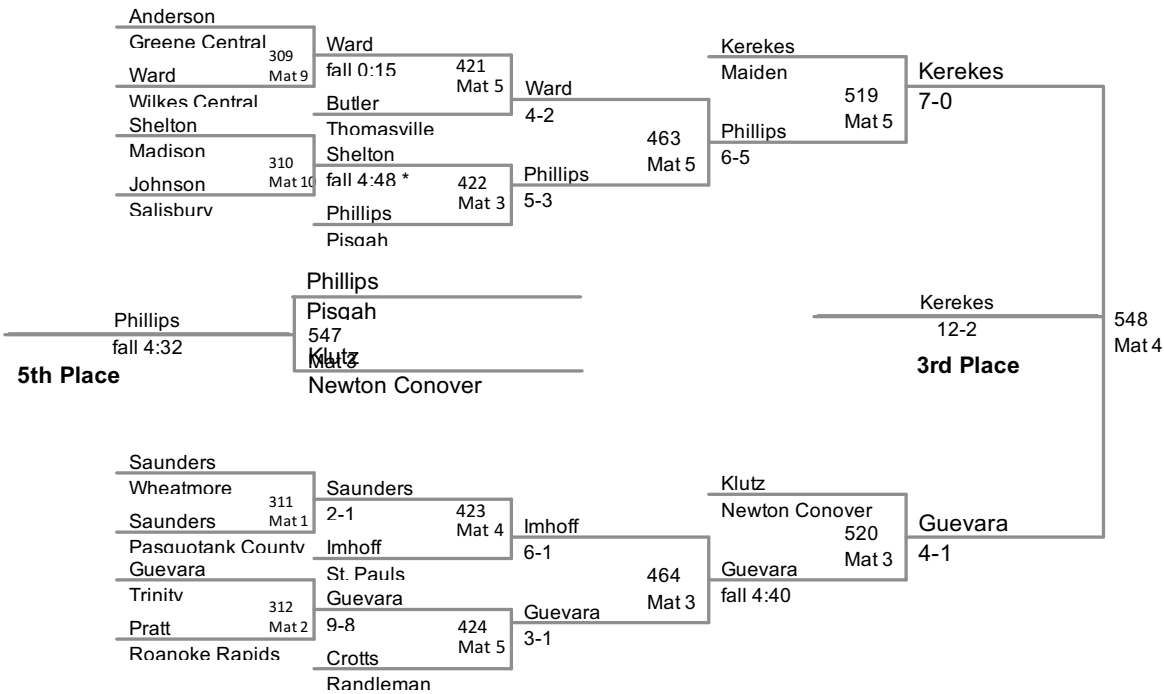 Anderson
Greene Central
309
Mat 9
Ward
Wilkes Central
Shelton
Madison
310
Mat 10
Johnson
Salisbury
Ward
fall 0:15
421
Mat 5
Butler
Thomasville
Shelton
fall 4:48 *
422
Mat 3
Phillips
Pisgah
Ward
4-2
463
Mat 5
Phillips
5-3
Kerekes
Maiden
519
Mat 5
Phillips
6-5
Kerekes
7-0
Phillips
Pisgah
547
Mat 3
Klutz
Newton Conover
Phillips
fall 4:32
5th Place
Kerekes
12-2
3rd Place
548
Mat 4
Saunders
Wheatmore
311
Mat 1
Saunders
Pasquotank County
Guevara
Trinity
312
Mat 2
Pratt
Roanoke Rapids
Saunders
2-1
423
Mat 4
Imhoff
St. Pauls
Guevara
9-8
424
Mat 5
Crotts
Randleman
Imhoff
6-1
464
Mat 3
Guevara
3-1
Klutz
Newton Conover
520
Mat 3
Guevara
fall 4:40
Guevara
4-1